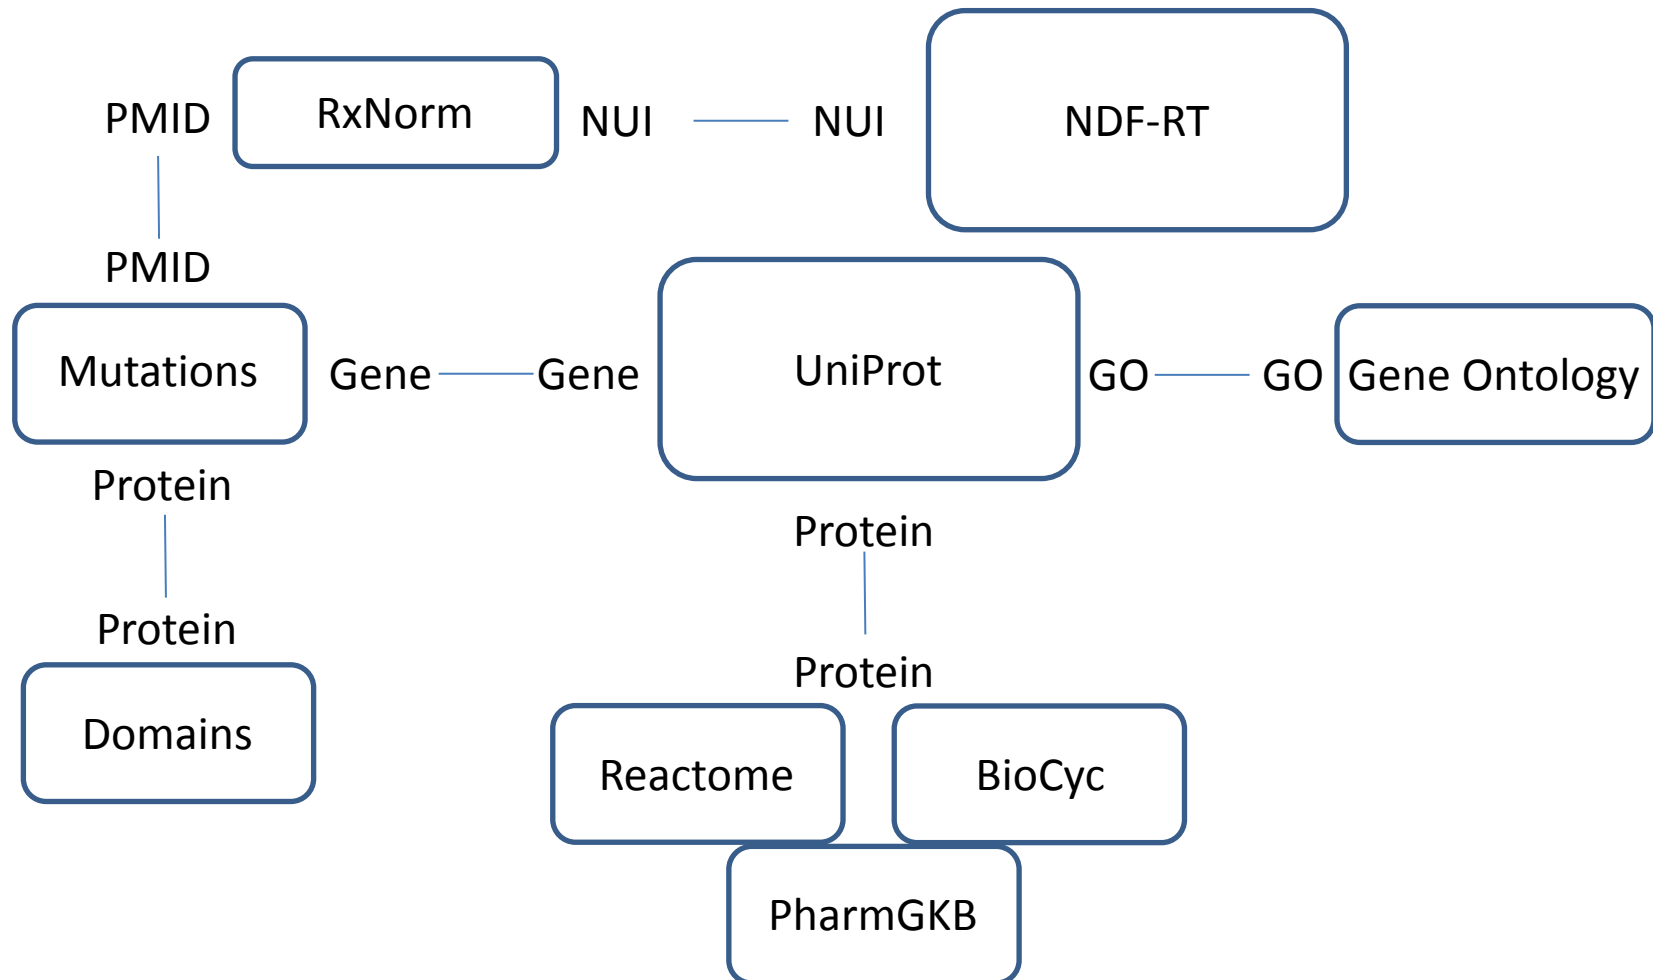 PMID
RxNorm
NUI
NUI
NDF-RT
PMID
Mutations
Gene
Gene
UniProt
GO
GO
Gene Ontology
Protein
Protein
Protein
Protein
Domains
Reactome
BioCyc
PharmGKB